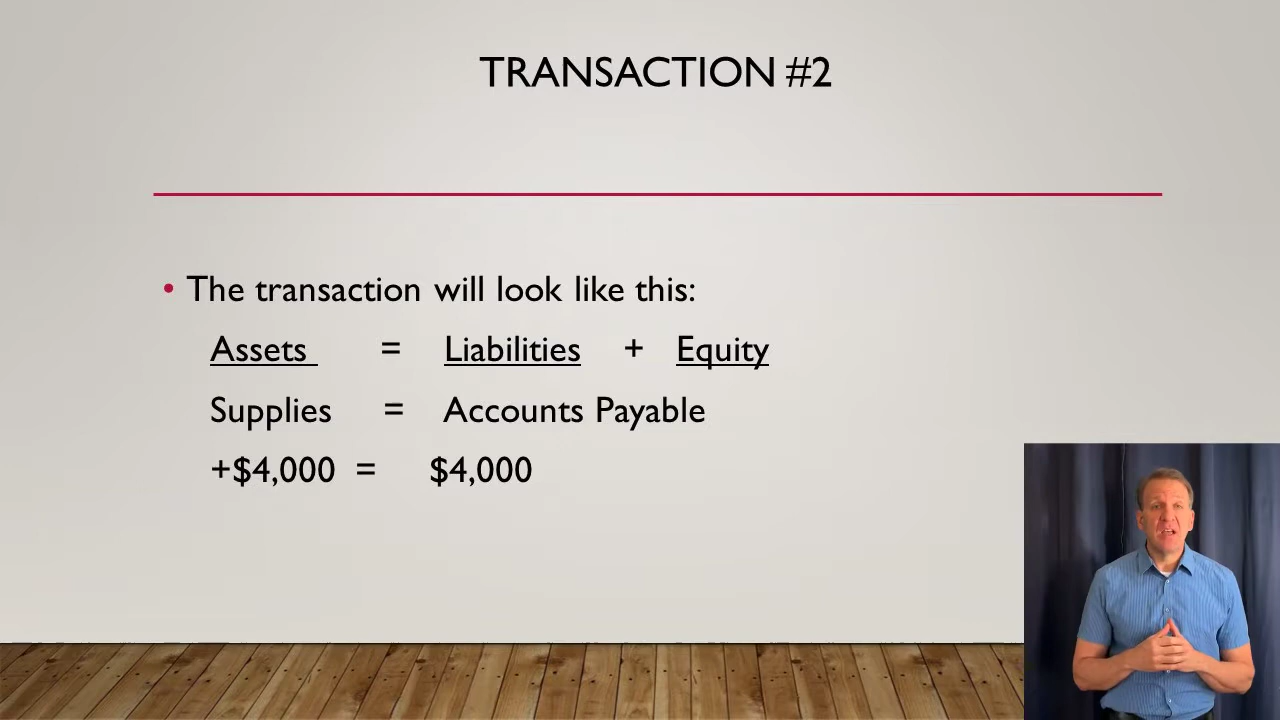 TRANSACTION #2
• The transaction will look like this:
Assets = Liabilities + Equity
Supplies = Accounts Payable
+$4,000 = $4,000